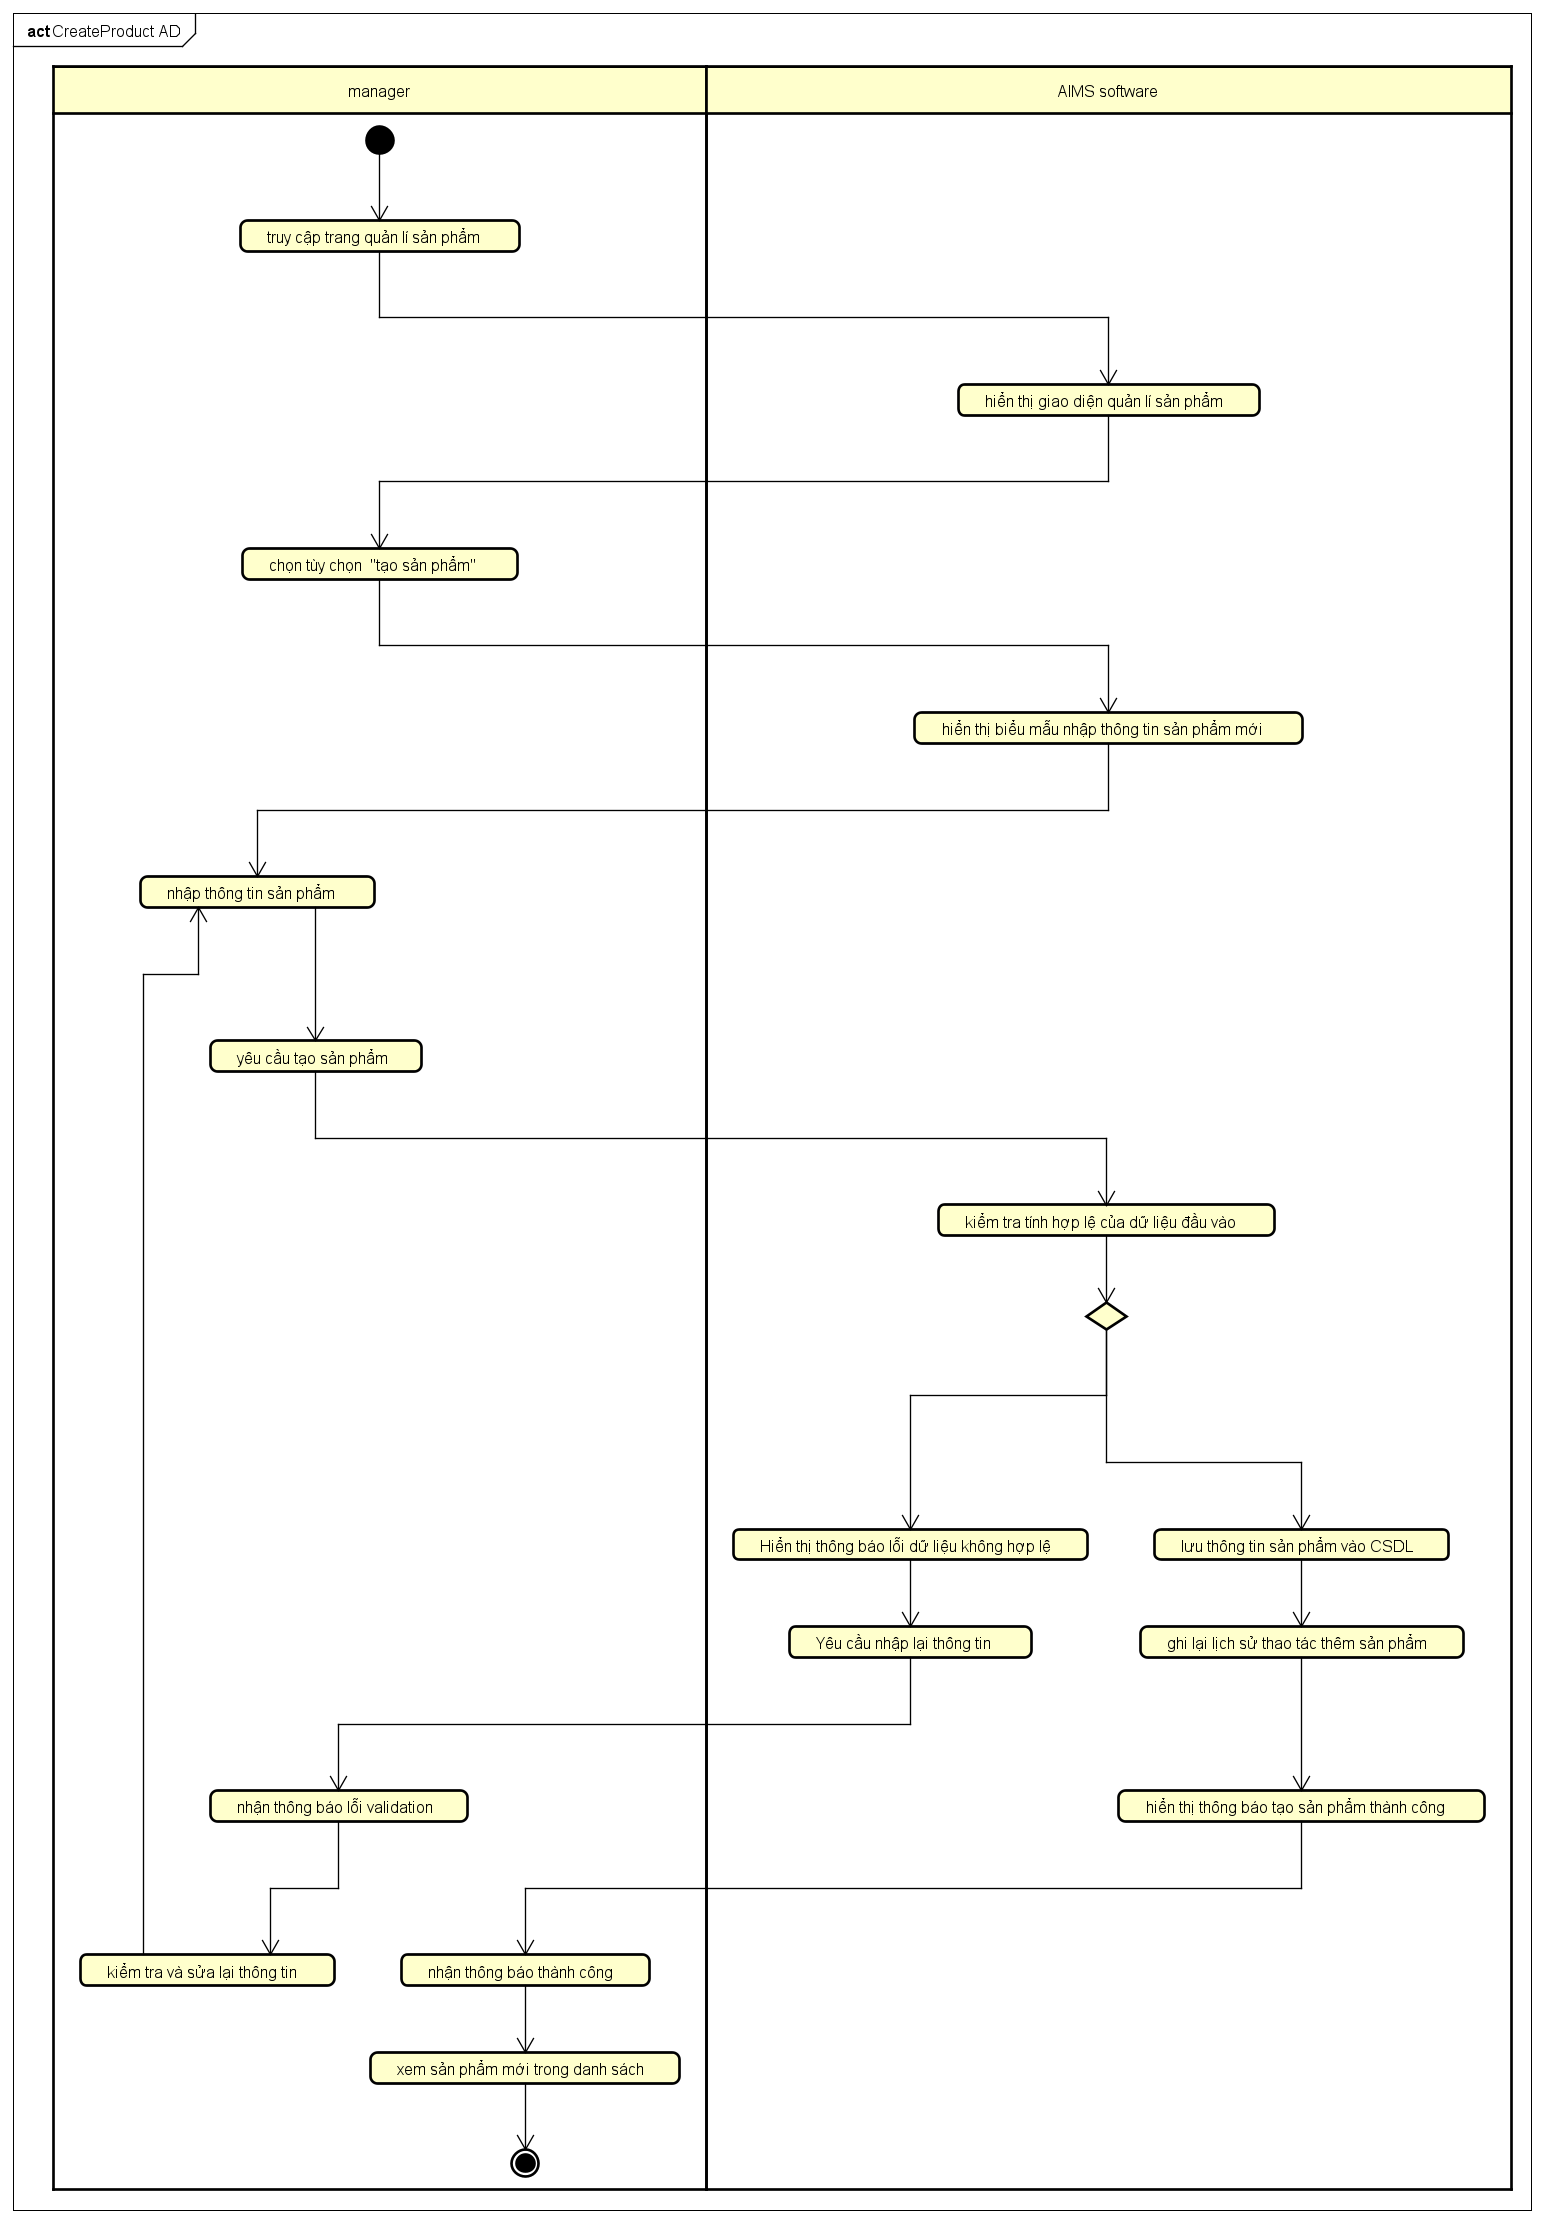 act CreateProduct AD
manager
AIMS software
truy cập trang quản lí sản phẩm
hiển thị giao diện quản lí sản phẩm
chọn tùy chọn "tạo sản phẩm"
hiển thị biểu mẫu nhập thông tin sản phẩm mới
nhập thông tin sản phẩm
yêu cầu tạo sản phẩm
kiểm tra tính hợp lệ của dữ liệu đầu vào
Hiển thị thông báo lỗi dữ liệu không hợp lệ
lưu thông tin sản phẩm vào CSDL
Yêu cầu nhập lại thông tin
ghi lại lịch sử thao tác thêm sản phẩm
nhận thông báo lỗi validation
hiển thị thông báo tạo sản phẩm thành công
kiểm tra và sửa lại thông tin
nhận thông báo thành công
xem sản phẩm mới trong danh sách